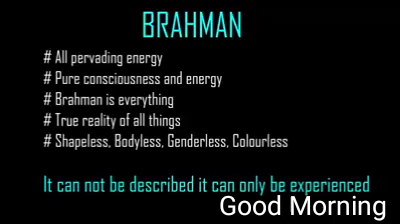 BRAHMAN
# All pervading energy
# Pure consciousness and energy
# Brahman is everything
# True reality of all things
# Shapeless, Bodyless, Genderless, Colourless
It can not be described it can only be experienced
Good Morning